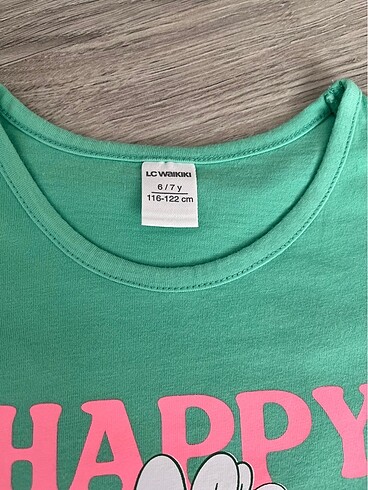 LC WAIKIKI
6 / 7 y
116-122 cm
HAPPY